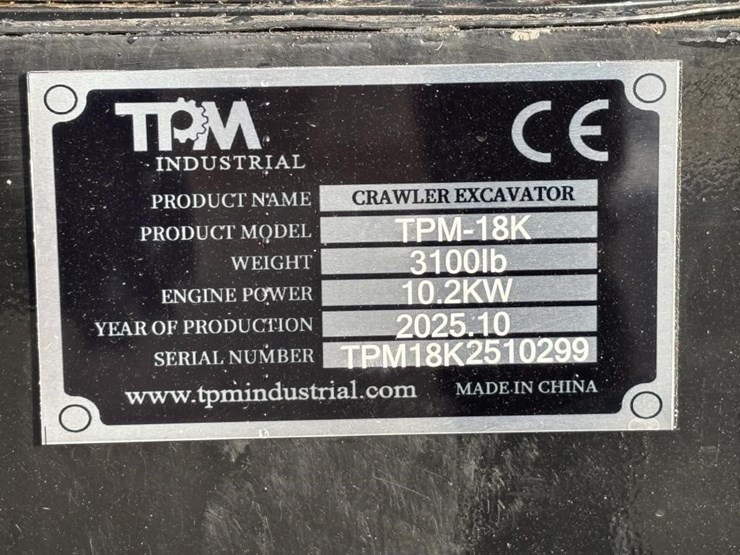 TPM
INDUSTRIAL
CE
PRODUCT NAME CRAWLER EXCAVATOR
PRODUCT MODEL TPM-18K
WEIGHT 3100lb
ENGINE POWER 10.2KW
YEAR OF PRODUCTION 2025.10
SERIAL NUMBER TPM18K2510299
www.tpmindustrial.com MADE IN CHINA